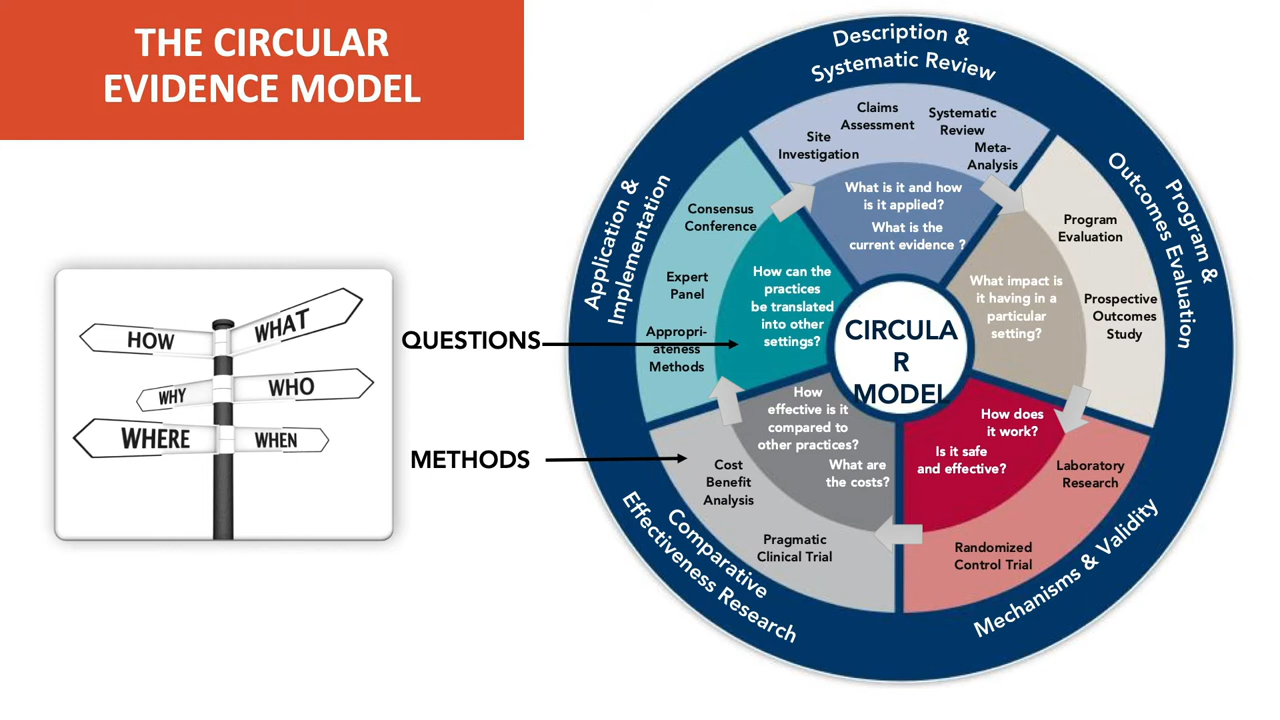 THE CIRCULAR
EVIDENCE MODEL
HOW
WHAT
WHY
WHO
WHERE
WHEN
QUESTIONS
METHODS
Description &
Systematic Review
Site
Investigation
Claims
Assessment
Systematic
Review
Meta-
Analysis
What is it and how
is it applied?
What is the
current evidence ?
Program &
Outcomes Evaluation
Program
Evaluation
Prospective
Outcomes
Study
What impact is
it having in a
particular
setting?
Mechanisms & Validity
How does
it work?
Is it safe
and effective?
Laboratory
Research
Randomized
Control Trial
Comparative
Effectiveness Research
How
effective is it
compared to
other practices?
What are
the costs?
Cost
Benefit
Analysis
Pragmatic
Clinical Trial
Application &
Implementation
Consensus
Conference
Expert
Panel
Appropri-
ateness
Methods
How can the
practices
be translated
into other
settings?
CIRCULA
R
MODEL